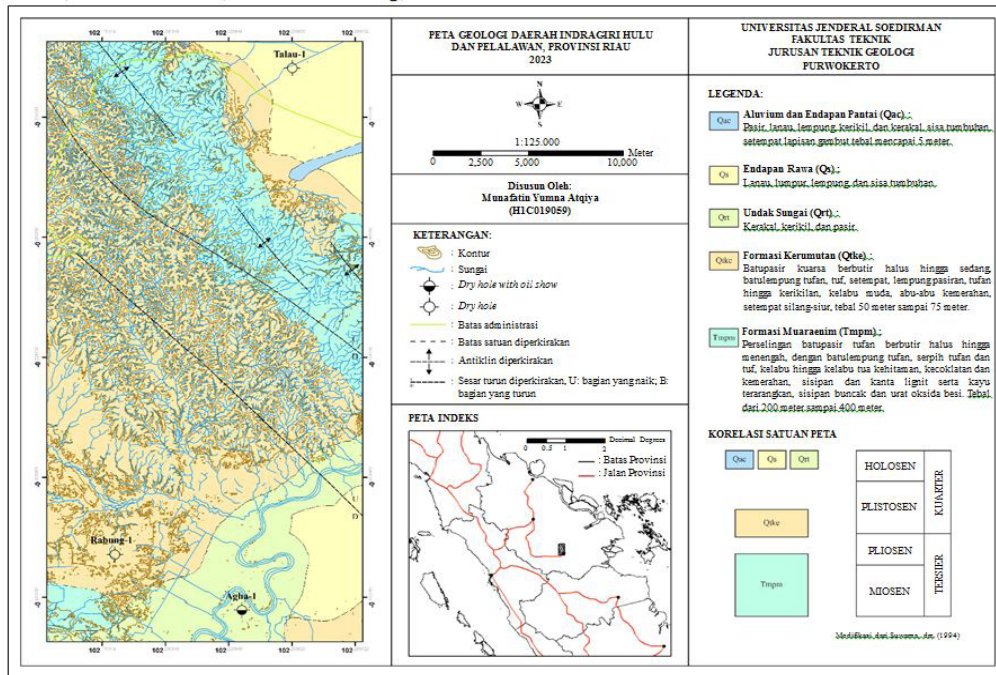 PETA GEOLOGI DAERAH INDRAGIRI HULU
DAN PELALAWAN, PROVINSI RIAU
2023
N
W
E
S
1:125.000
Meter
0 2,500 5,000 10,000
Disusun Oleh:
Munafatin Yumna Atqiya
(H1C019059)
KETERANGAN:
: Kontur
: Sungai
: Dry hole with oil show
: Dry hole
: Batas administrasi
: Batas satuan diperkirakan
: Antiklin diperkirakan
: Sesar turun diperkirakan, U: bagian yang naik; B:
bagian yang turun
PETA INDEKS
Decimal Degrees
0 0.5 1 2
: Batas Provinsi
: Jalan Provinsi
UNIVERSITAS JENDERAL SOEDIRMAN
FAKULTAS TEKNIK
JURUSAN TEKNIK GEOLOGI
PURWOKERTO
LEGENDA:
Qac
Aluvium dan Endapan Pantai (Qac) :
Pasir, lanau, lempung, kerikil, dan kerakal, sisa tumbuhan,
setempat lapisan gambut tebal mencapai 5 meter.
Qs
Endapan Rawa (Qs) :
Lanau, lumpur, lempung, dan sisa tumbuhan.
Qrt
Undak Sungai (Qrt) :
Kerakal, kerikil, dan pasir.
Qtke
Formasi Kerumutan (Qtke) :
Batupasir kuarsa berbutir halus hingga sedang,
batulempung tufan, tuf, setempat, lempung pasiran, tufan
hingga kerikilan, kelabu muda, abu-abu kemerahan,
setempat silang-siur, tebal 50 meter sampai 75 meter.
Tmpm
Formasi Muaraenim (Tmpm) :
Perselingan batupasir tufan berbutir halus hingga
menengah, dengan batulempung tufan, serpih tufan dan
tuf, kelabu hingga kelabu tua kehitaman, kecoklatan dan
kemerahan, sisipan dan kanta lignit serta kayu
terarangkan, sisipan buncak dan urat oksida besi. Tebal
dari 200 meter sampai 400 meter.
KORELASI SATUAN PETA
Qac Qs Qrt
Qtke
Tmpm
HOLOSEN
PLISTOSEN
PLIOSEN
MIOSEN
KUARTER
TERSIER
Modifikasi dari Suwarna, drr. (1994)
Talau-1
Rabung-1
Agba-1
U
D
U
D
102 102 102 102 102 102
102 102 102 102 102 102